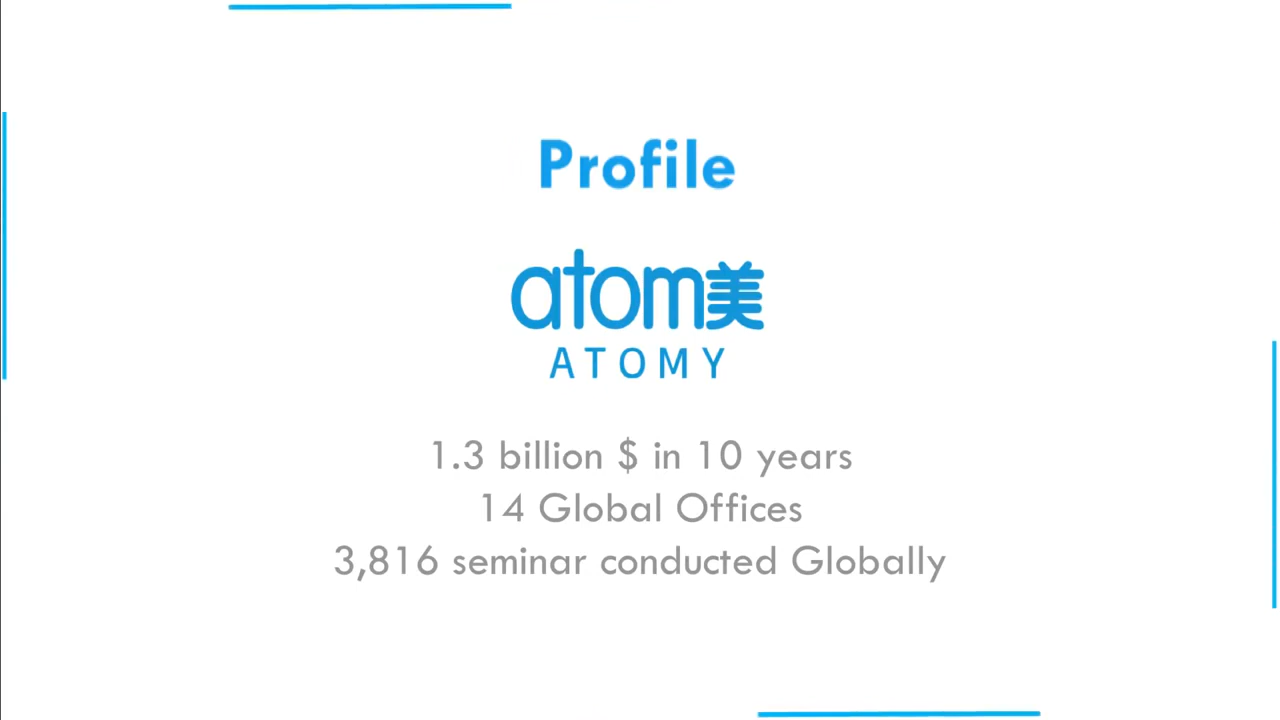 Profile
atom美
ATOMY
1.3 billion $ in 10 years
14 Global Offices
3,816 seminar conducted Globally